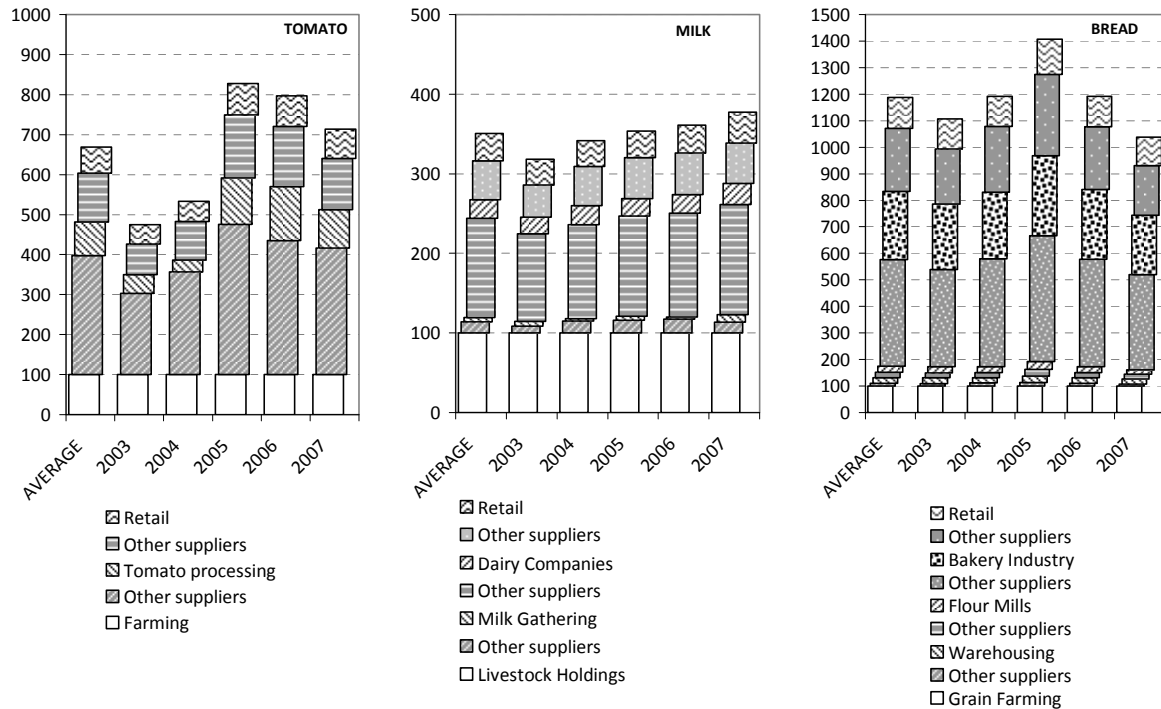 TOMATO
1000
900
800
700
600
500
400
300
200
100
0
AVERAGE
2003
2004
2005
2006
2007
Retail
Other suppliers
Tomato processing
Other suppliers
Farming
MILK
500
400
300
200
100
0
AVERAGE
2003
2004
2005
2006
2007
Retail
Other suppliers
Dairy Companies
Other suppliers
Milk Gathering
Other suppliers
Livestock Holdings
BREAD
1500
1400
1300
1200
1100
1000
900
800
700
600
500
400
300
200
100
0
AVERAGE
2003
2004
2005
2006
2007
Retail
Other suppliers
Bakery Industry
Other suppliers
Flour Mills
Other suppliers
Warehousing
Other suppliers
Grain Farming